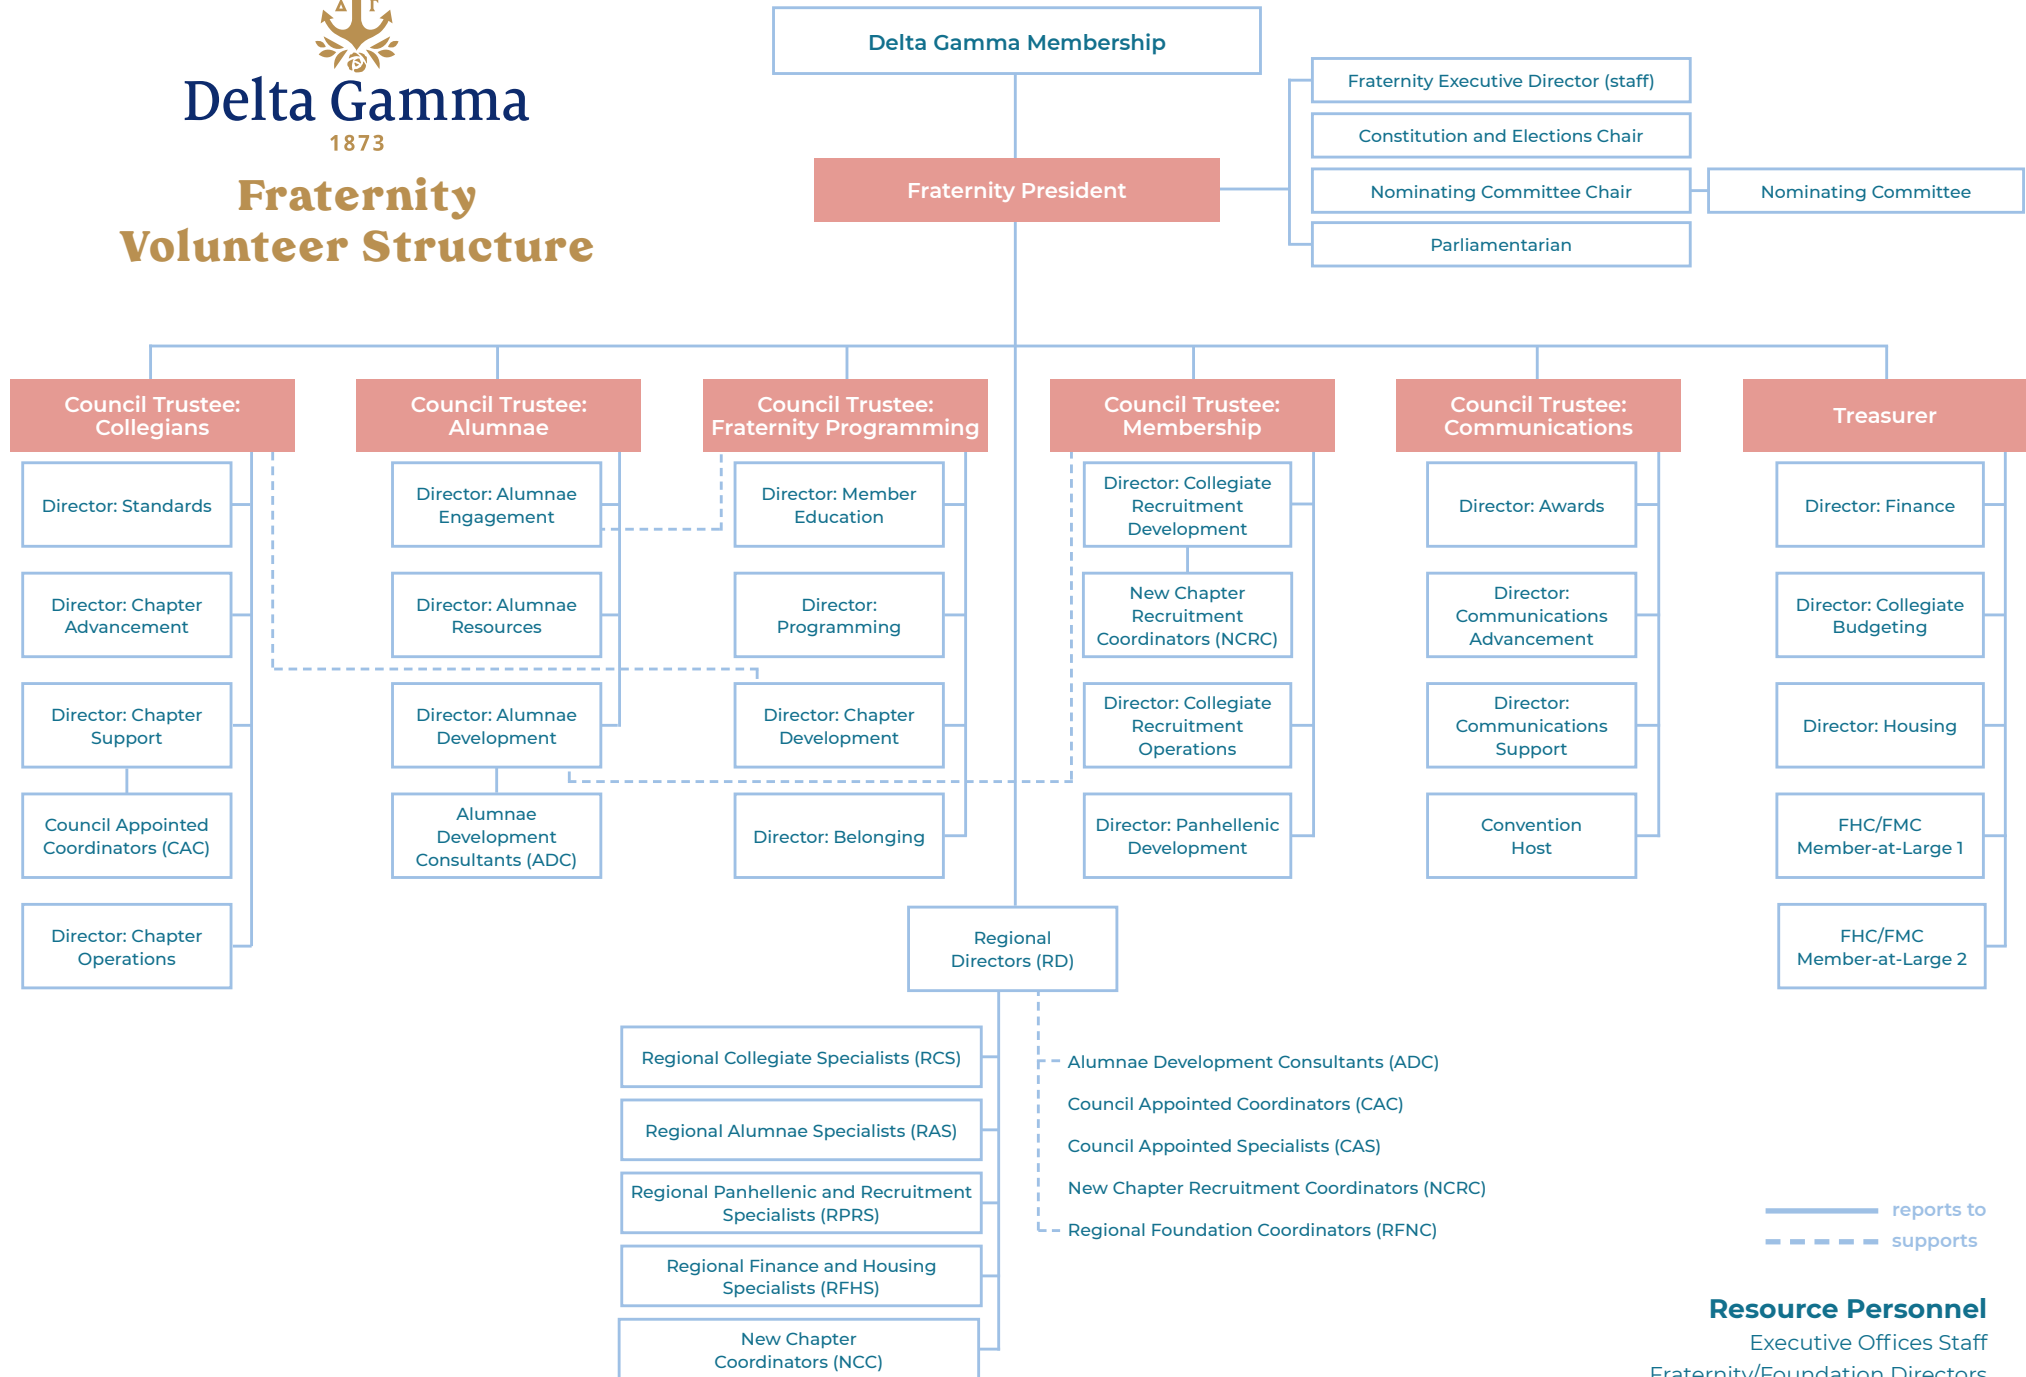 Δ Γ
Delta Gamma
1873
Fraternity
Volunteer Structure
Delta Gamma Membership
Fraternity President
Fraternity Executive Director (staff)
Constitution and Elections Chair
Nominating Committee Chair
Nominating Committee
Parliamentarian
Council Trustee:
Collegians
Director: Standards
Director: Chapter
Advancement
Director: Chapter
Support
Council Appointed
Coordinators (CAC)
Director: Chapter
Operations
Council Trustee:
Alumnae
Director: Alumnae
Engagement
Director: Alumnae
Resources
Director: Alumnae
Development
Alumnae
Development
Consultants (ADC)
Council Trustee:
Fraternity Programming
Director: Member
Education
Director:
Programming
Director: Chapter
Development
Director: Belonging
Council Trustee:
Membership
Director: Collegiate
Recruitment
Development
New Chapter
Recruitment
Coordinators (NCRC)
Director: Collegiate
Recruitment
Operations
Director: Panhellenic
Development
Council Trustee:
Communications
Director: Awards
Director:
Communications
Advancement
Director:
Communications
Support
Convention
Host
Treasurer
Director: Finance
Director: Collegiate
Budgeting
Director: Housing
FHC/FMC
Member-at-Large 1
FHC/FMC
Member-at-Large 2
Regional
Directors (RD)
Regional Collegiate Specialists (RCS)
Regional Alumnae Specialists (RAS)
Regional Panhellenic and Recruitment
Specialists (RPRS)
Regional Finance and Housing
Specialists (RFHS)
New Chapter
Coordinators (NCC)
Alumnae Development Consultants (ADC)
Council Appointed Coordinators (CAC)
Council Appointed Specialists (CAS)
New Chapter Recruitment Coordinators (NCRC)
Regional Foundation Coordinators (RFNC)
reports to
supports
Resource Personnel
Executive Offices Staff
Fraternity/Foundation Directors